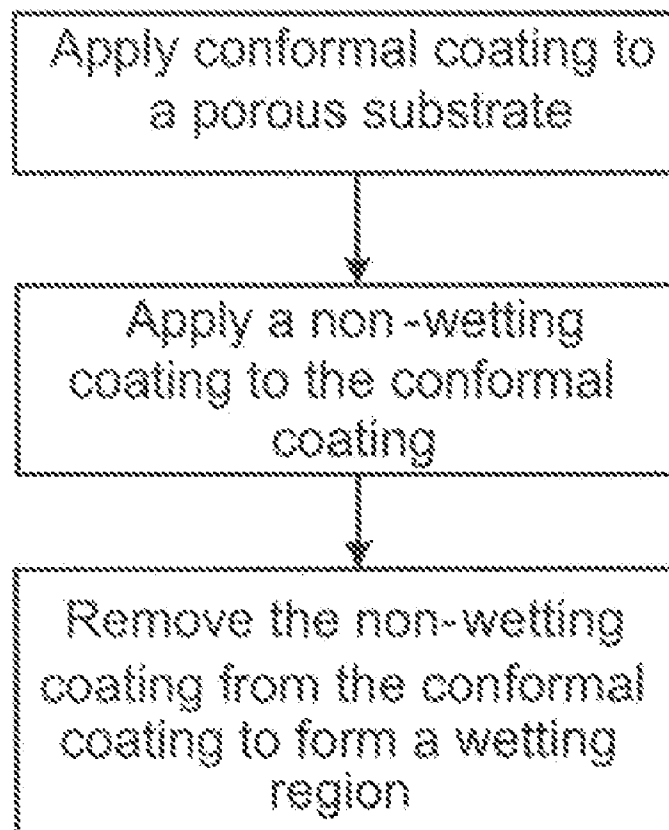 Apply conformal coating to
a porous substrate
Apply a non-wetting
coating to the conformal
coating
Remove the non-wetting
coating from the conformal
coating to form a wetting
region